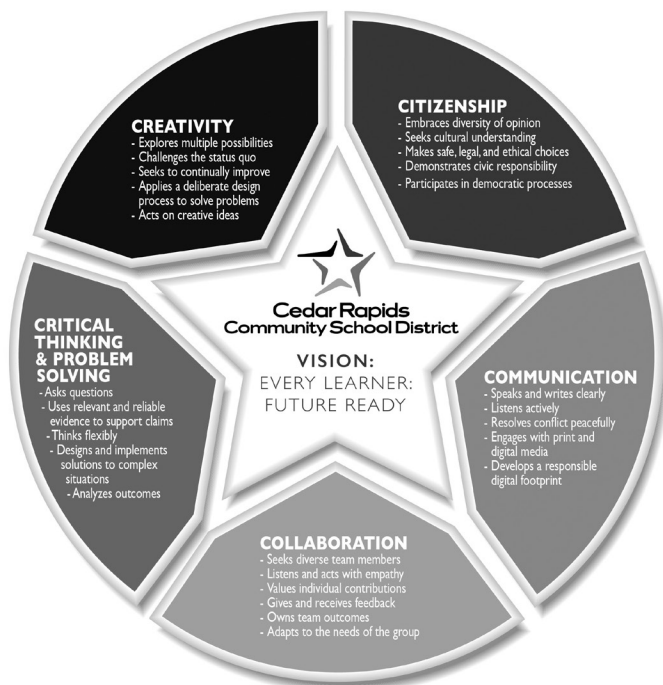 CREATIVITY
- Explores multiple possibilities
- Challenges the status quo
- Seeks to continually improve
- Applies a deliberate design
process to solve problems
- Acts on creative ideas
CITIZENSHIP
- Embraces diversity of opinion
- Seeks cultural understanding
- Makes safe, legal, and ethical choices
- Demonstrates civic responsibility
- Participates in democratic processes
Cedar Rapids
Community School District
VISION:
EVERY LEARNER:
FUTURE READY
CRITICAL
THINKING
& PROBLEM
SOLVING
- Asks questions
- Uses relevant and reliable
evidence to support claims
- Thinks flexibly
- Designs and implements
solutions to complex
situations
- Analyzes outcomes
COMMUNICATION
- Speaks and writes clearly
- Listens actively
- Resolves conflict peacefully
- Engages with print and
digital media
- Develops a responsible
digital footprint
COLLABORATION
- Seeks diverse team members
- Listens and acts with empathy
- Values individual contributions
- Gives and receives feedback
- Owns team outcomes
- Adapts to the needs of the group